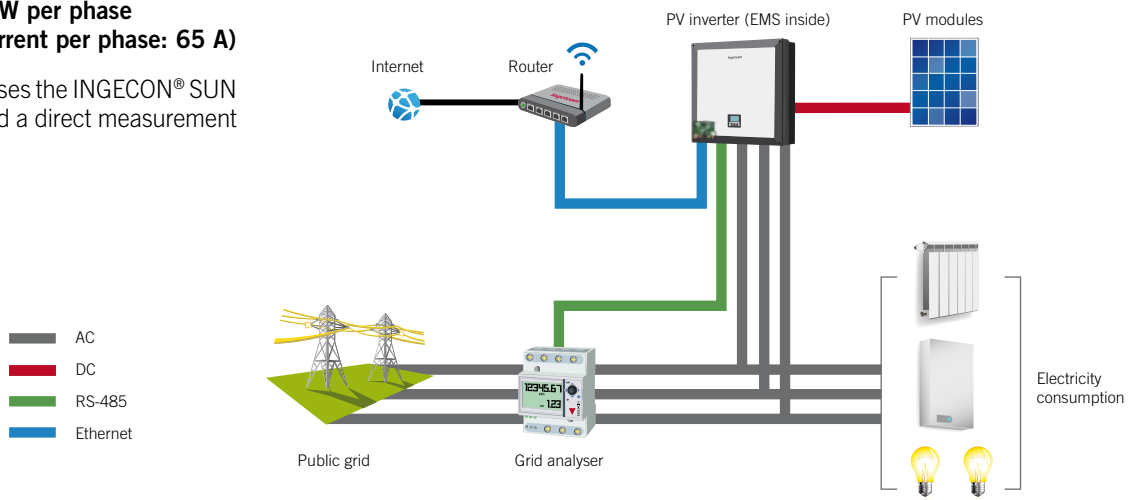 W per phase
rrent per phase: 65 A)
ses the INGECON® SUN
d a direct measurement
PV inverter (EMS inside)
PV modules
Internet
Router
AC
DC
RS-485
Ethernet
12345.67
123
Public grid
Grid analyser
Electricity
consumption